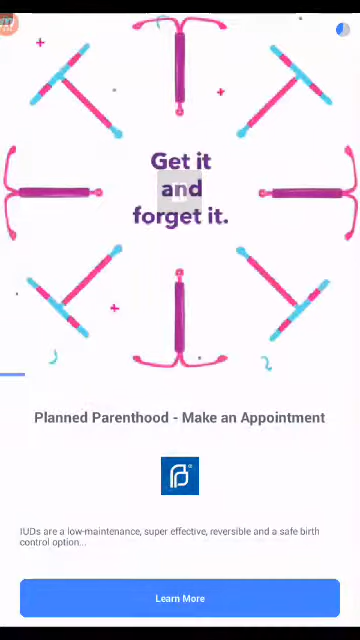 Get it
and
forget it.
Planned Parenthood - Make an Appointment
IUDs are a low-maintenance, super effective, reversible and a safe birth
control option...
Learn More